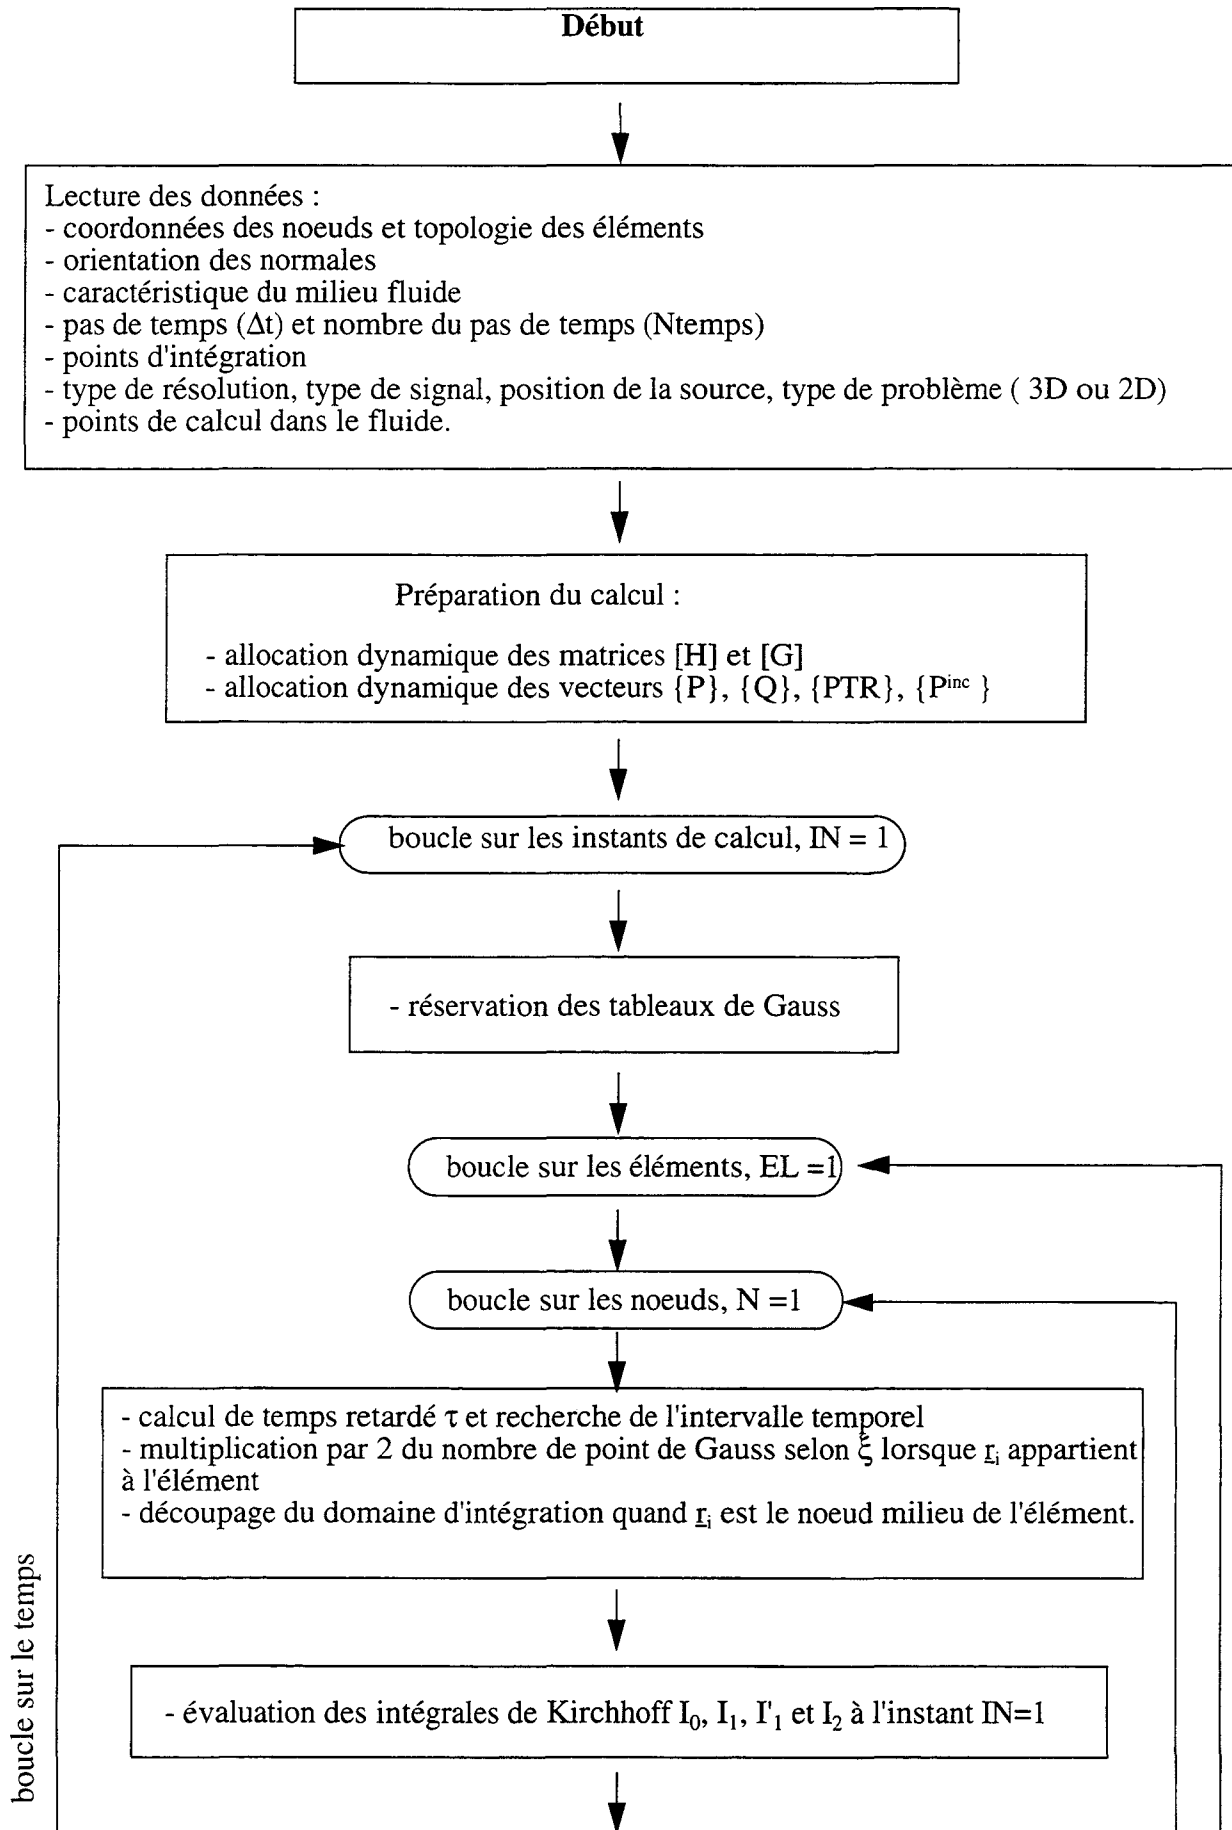 Début
Lecture des données :
- coordonnées des noeuds et topologie des éléments
- orientation des normales
- caractéristique du milieu fluide
- pas de temps (Δt) et nombre du pas de temps (Ntemps)
- points d'intégration
- type de résolution, type de signal, position de la source, type de problème ( 3D ou 2D)
- points de calcul dans le fluide.
Préparation du calcul :
- allocation dynamique des matrices [H] et [G]
- allocation dynamique des vecteurs {P}, {Q}, {PTR}, {Pinc }
boucle sur les instants de calcul, IN = 1
- réservation des tableaux de Gauss
boucle sur les éléments, EL =1
boucle sur les noeuds, N =1
- calcul de temps retardé τ et recherche de l'intervalle temporel
- multiplication par 2 du nombre de point de Gauss selon ξ lorsque ri appartient
à l'élément
- découpage du domaine d'intégration quand ri est le noeud milieu de l'élément.
- évaluation des intégrales de Kirchhoff I0, I1, I'1 et I2 à l'instant IN=1
boucle sur le temps